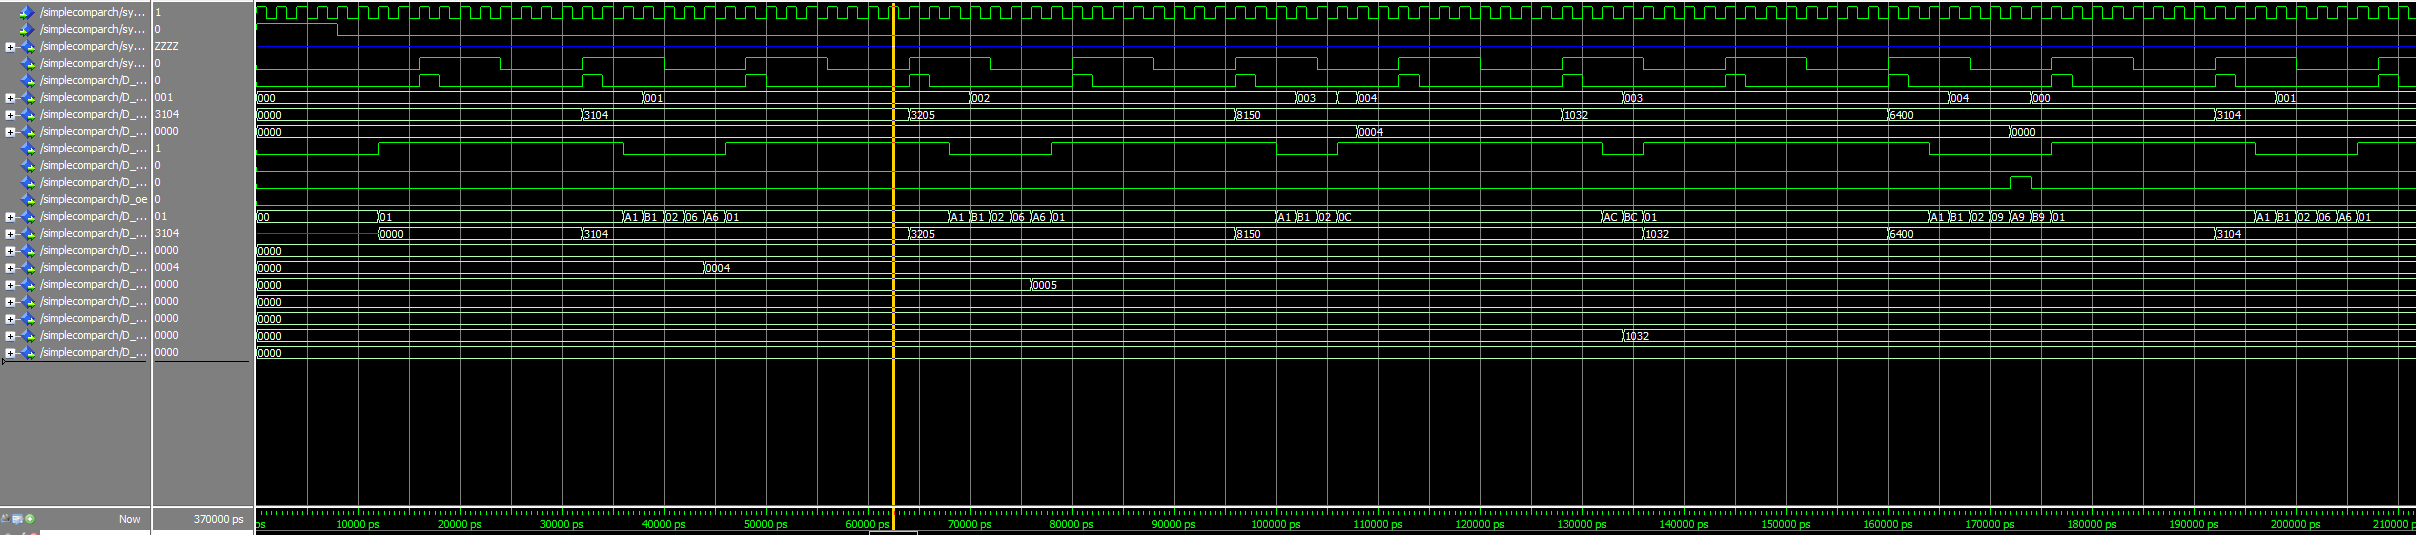 /simplecomparch/sy... 1
/simplecomparch/sy... 0
/simplecomparch/sy... ZZZZ
/simplecomparch/sy... 0
/simplecomparch/D_... 0
/simplecomparch/D_... 001 000 001 002 003 004 003 004 000 001
/simplecomparch/D_... 3104 0000 3104 3205 8150 1032 6400 3104
/simplecomparch/D_... 0000 0000 0004 0000
/simplecomparch/D_... 1
/simplecomparch/D_... 0
/simplecomparch/D_... 0
/simplecomparch/D_oe 0
/simplecomparch/D_... 01 00 01 A1 B1 02 06 A6 01 A1 B1 02 06 A6 01 A1 B1 02 0C AC BC 01 A1 B1 02 09 A9 B9 01 A1 B1 02 06 A6 01
/simplecomparch/D_... 3104 0000 3104 3205 8150 1032 6400 3104
/simplecomparch/D_... 0000 0000
/simplecomparch/D_... 0004 0000 0004
/simplecomparch/D_... 0000 0000 0005
/simplecomparch/D_... 0000 0000
/simplecomparch/D_... 0000 0000
/simplecomparch/D_... 0000 0000 1032
/simplecomparch/D_... 0000 0000
Now 370000 ps ps 10000 ps 20000 ps 30000 ps 40000 ps 50000 ps 60000 ps 70000 ps 80000 ps 90000 ps 100000 ps 110000 ps 120000 ps 130000 ps 140000 ps 150000 ps 160000 ps 170000 ps 180000 ps 190000 ps 200000 ps 210000 p